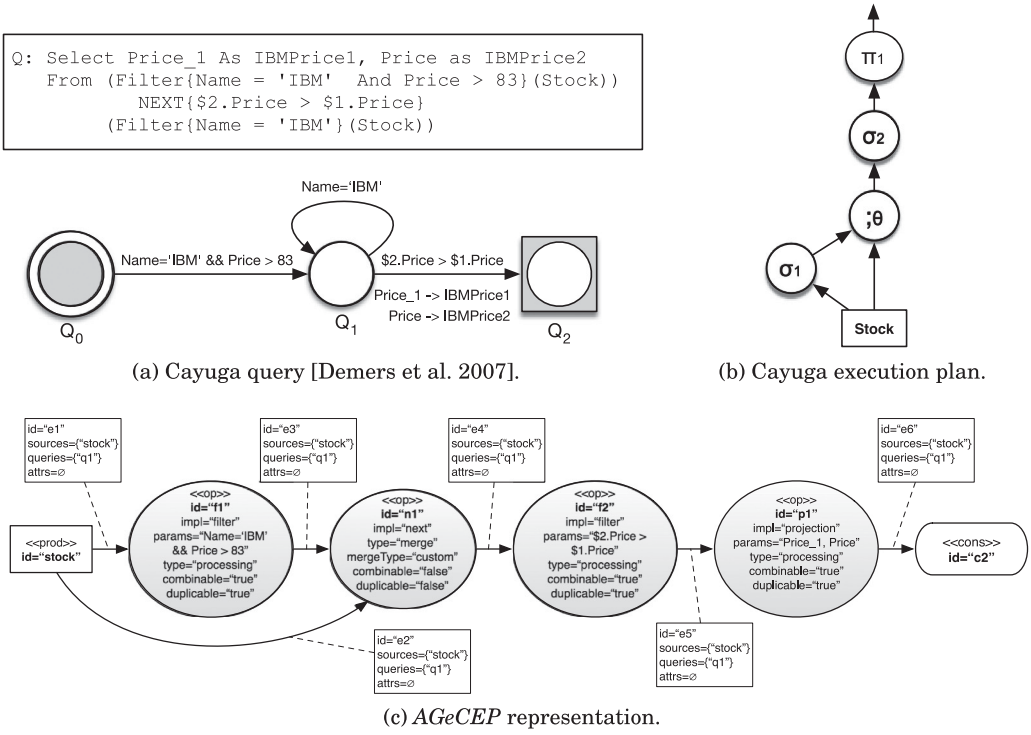 Q: Select Price_1 As IBMPrice1, Price as IBMPrice2
From (Filter{Name = 'IBM' And Price > 83}(Stock))
NEXT{$2.Price > $1.Price}
(Filter{Name = 'IBM'}(Stock))
Name='IBM'
Name='IBM' && Price > 83
$2.Price > $1.Price
Price_1 -> IBMPrice1
Price -> IBMPrice2
Q0
Q1
Q2
(a) Cayuga query [Demers et al. 2007].
Π1
σ2
;θ
σ1
Stock
(b) Cayuga execution plan.
id="e1"
sources={"stock"}
queries={"q1"}
attrs=∅
id="e3"
sources={"stock"}
queries={"q1"}
attrs=∅
id="e4"
sources={"stock"}
queries={"q1"}
attrs=∅
id="e6"
sources={"stock"}
queries={"q1"}
attrs=∅
<<prod>>
id="stock"
<<op>>
id="f1"
impl="filter"
params="Name='IBM'
&& Price > 83"
type="processing"
combinable="true"
duplicable="true"
<<op>>
id="n1"
impl="next"
type="merge"
mergeType="custom"
combinable="false"
duplicable="false"
<<op>>
id="f2"
impl="filter"
params="$2.Price >
$1.Price"
type="processing"
combinable="true"
duplicable="true"
<<op>>
id="p1"
impl="projection"
params="Price_1, Price"
type="processing"
combinable="true"
duplicable="true"
<<cons>>
id="c2"
id="e2"
sources={"stock"}
queries={"q1"}
attrs=∅
id="e5"
sources={"stock"}
queries={"q1"}
attrs=∅
(c) AGeCEP representation.